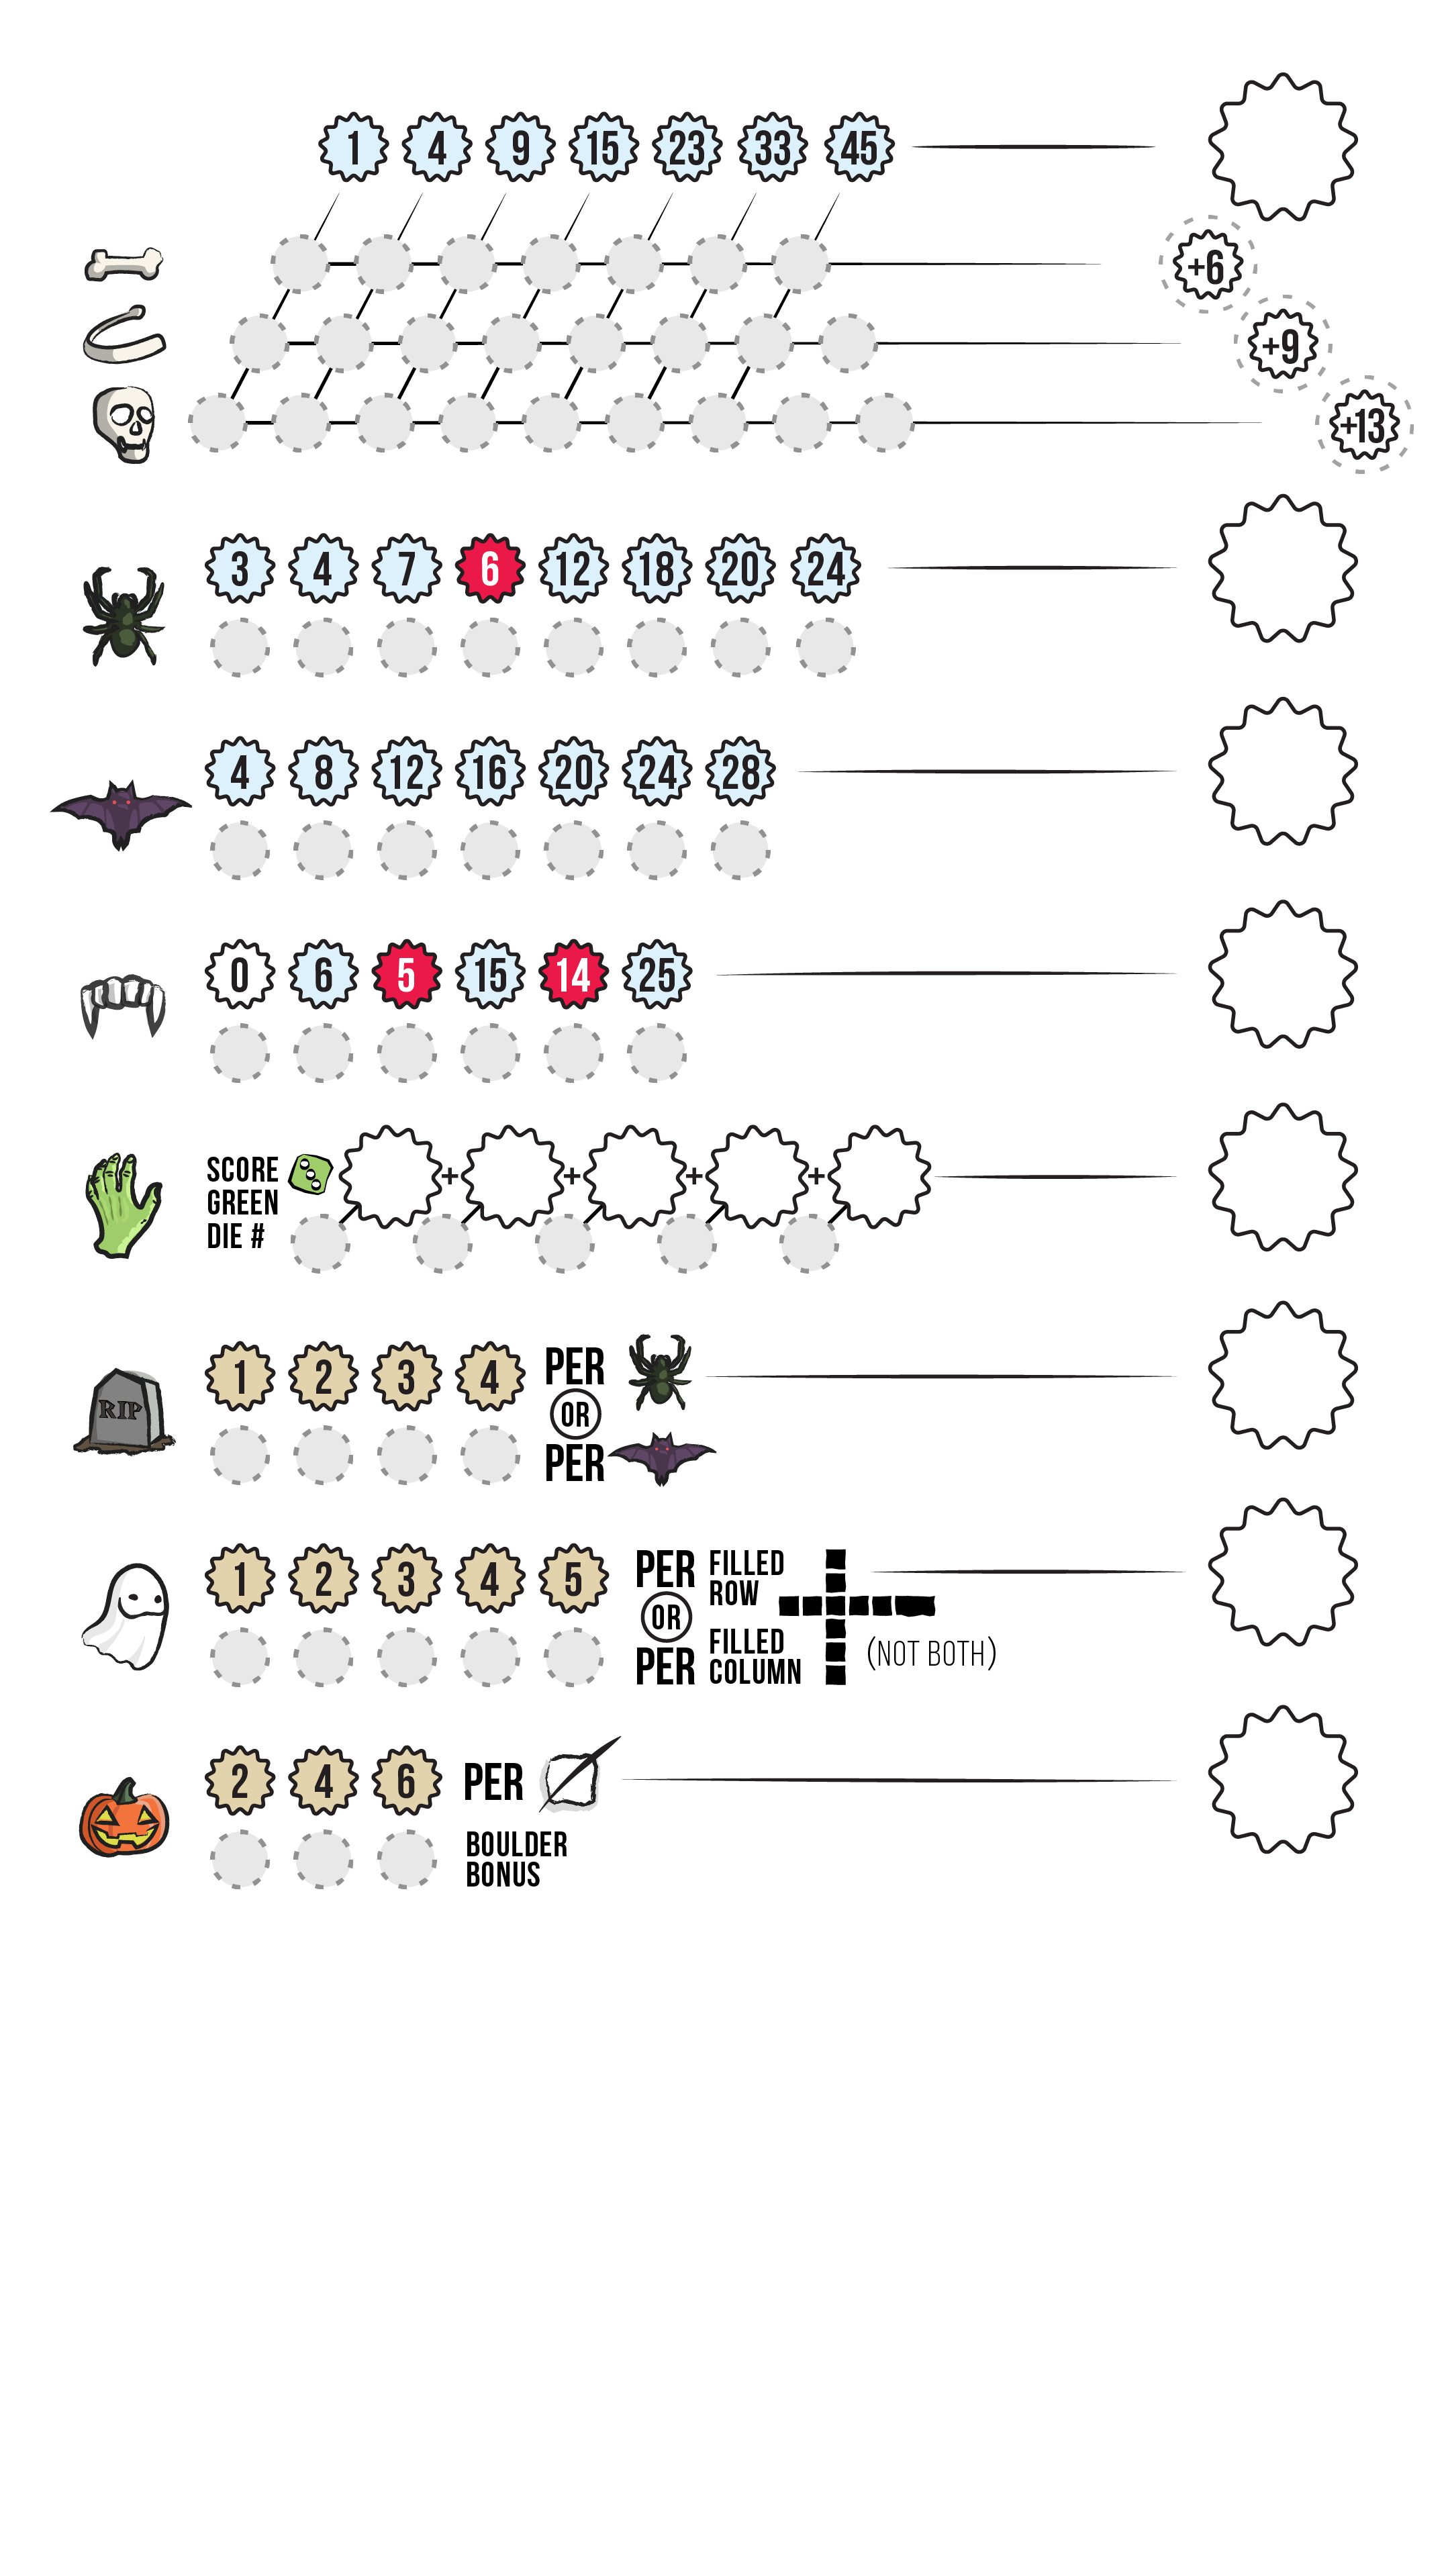 1 4 9 15 23 33 45
+6
+9
+13
3 4 7 6 12 18 20 24
4 8 12 16 20 24 28
0 6 5 15 14 25
SCORE
GREEN
DIE #
+ + + +
RIP
1 2 3 4
PER
OR
PER
1 2 3 4 5
PER
OR
PER
FILLED
ROW
FILLED
COLUMN
(NOT BOTH)
2 4 6 PER
BOULDER
BONUS